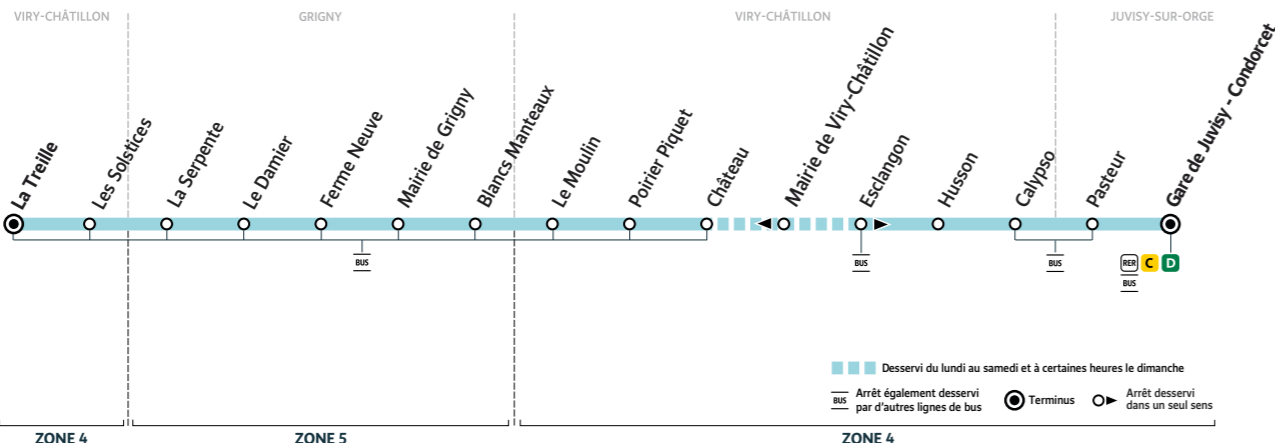 VIRY-CHÂTILLON
GRIGNY
VIRY-CHÂTILLON
JUVISY-SUR-ORGE
La Treille
Les Solstices
La Serpente
Le Damier
Ferme Neuve
Mairie de Grigny
Blancs Manteaux
Le Moulin
Poirier Piquet
Château
Mairie de Viry-Châtillon
Esclangon
Husson
Calypso
Pasteur
Gare de Juvisy - Condorcet
BUS
BUS
BUS
RER C D
BUS
Desservi du lundi au samedi et à certaines heures le dimanche
BUS
Arrêt également desservi
par d'autres lignes de bus
Terminus
Arrêt desservi
dans un seul sens
ZONE 4
ZONE 5
ZONE 4